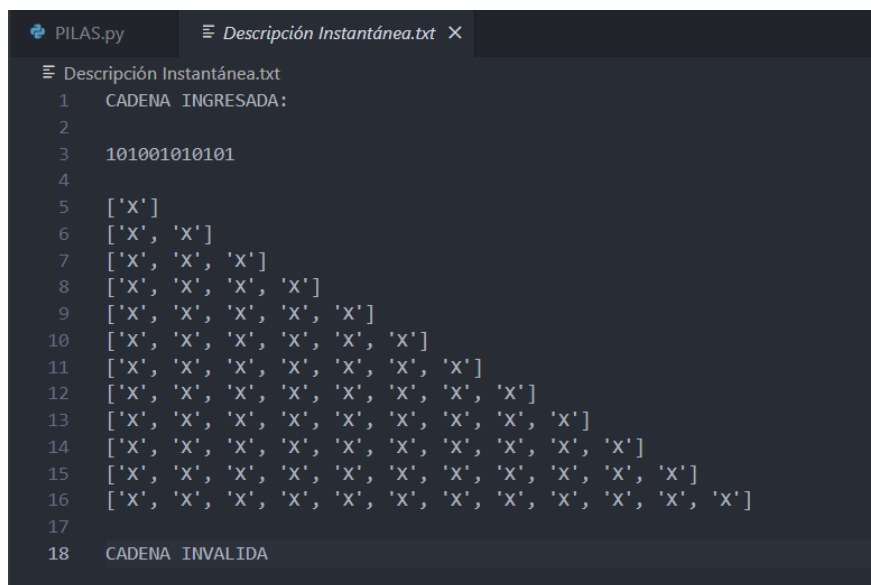 PILAS.py
Descripción Instantánea.txt
Descripción Instantánea.txt
1 CADENA INGRESADA:
2
3 101001010101
4
5 ['X']
6 ['X', 'X']
7 ['X', 'X', 'X']
8 ['X', 'X', 'X', 'X']
9 ['X', 'X', 'X', 'X', 'X']
10 ['X', 'X', 'X', 'X', 'X', 'X']
11 ['X', 'X', 'X', 'X', 'X', 'X', 'X']
12 ['X', 'X', 'X', 'X', 'X', 'X', 'X', 'X']
13 ['X', 'X', 'X', 'X', 'X', 'X', 'X', 'X', 'X']
14 ['X', 'X', 'X', 'X', 'X', 'X', 'X', 'X', 'X', 'X']
15 ['X', 'X', 'X', 'X', 'X', 'X', 'X', 'X', 'X', 'X', 'X']
16 ['X', 'X', 'X', 'X', 'X', 'X', 'X', 'X', 'X', 'X', 'X', 'X']
17
18 CADENA INVALIDA